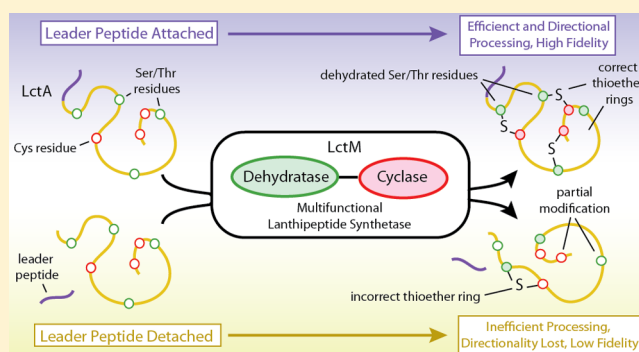 Leader Peptide Attached
Efficienct and Directional
Processing, High Fidelity
LctA
Ser/Thr
residues
Cys residue
dehydrated Ser/Thr residues
S
S
S
correct
thioether
rings
LctM
Dehydratase
Cyclase
Multifunctional
Lanthipeptide Synthetase
leader
peptide
partial
modification
S
incorrect thioether ring
Leader Peptide Detached
Inefficient Processing,
Directionality Lost, Low Fidelity